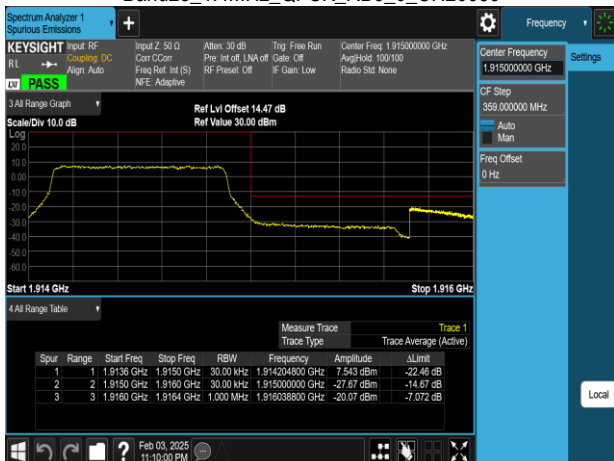 Spectrum Analyzer 1
Spurious Emissions
Frequency
KEYSIGHT
RL
Input: RF
Coupling: DC
Align: Auto
Input Z: 50 Ω
Corr CCorr
Freq Ref: Int (S)
NFE: Adaptive
Atten: 30 dB
Pre: Int off, LNA off
RF Preset: Off
Trig: Free Run
Gate: Off
IF Gain: Low
Center Freq: 1.915000000 GHz
Avg|Hold: 100/100
Radio Std: None
PASS
Center Frequency
1.915000000 GHz
Settings
CF Step
359.000000 MHz
Auto
Man
Freq Offset
0 Hz
3 All Range Graph
Scale/Div 10.0 dB
Ref Lvl Offset 14.47 dB
Ref Value 30.00 dBm
Log
20.0
10.0
0.00
-10.0
-20.0
-30.0
-40.0
-50.0
-60.0
Start 1.914 GHz
Stop 1.916 GHz
4 All Range Table
Measure Trace Trace 1
Trace Type Trace Average (Active)
Spur Range Start Freq Stop Freq RBW Frequency Amplitude ΔLimit
1 1 1.9136 GHz 1.9150 GHz 30.00 kHz 1.914204800 GHz 7.543 dBm -22.46 dB
2 2 1.9150 GHz 1.9160 GHz 30.00 kHz 1.915000000 GHz -27.67 dBm -14.67 dB
3 3 1.9160 GHz 1.9164 GHz 1.000 MHz 1.916038800 GHz -20.07 dBm -7.072 dB
Local
Feb 03, 2025
11:10:00 PM